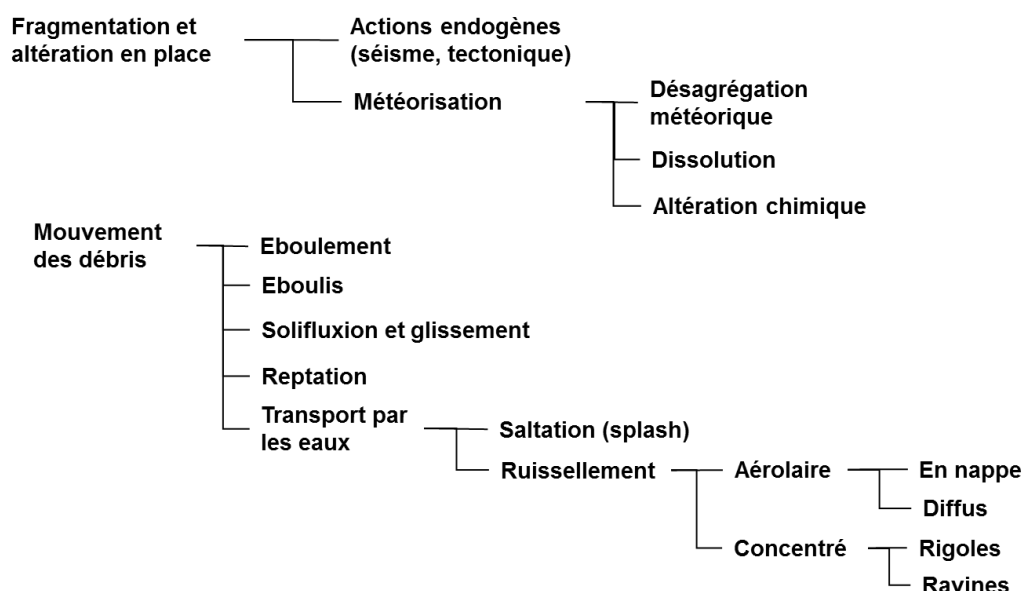 Fragmentation et
altération en place
Actions endogènes
(séisme, tectonique)
Météorisation
Désagrégation
météorique
Dissolution
Altération chimique
Mouvement
des débris
Eboulement
Eboulis
Solifluxion et glissement
Reptation
Transport par
les eaux
Saltation (splash)
Ruissellement
Aérolaire
En nappe
Diffus
Concentré
Rigoles
Ravines